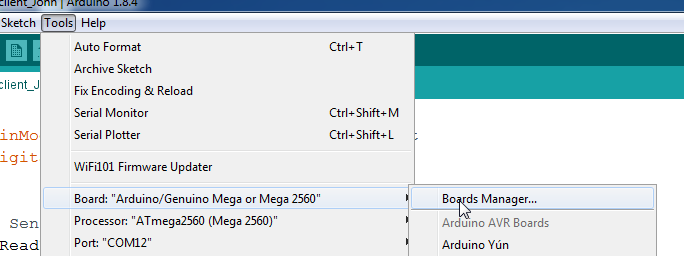 client_John | Arduino 1.8.4
Sketch Tools Help
Auto Format Ctrl+T
client_J
Archive Sketch
Fix Encoding & Reload
Serial Monitor Ctrl+Shift+M
inMo
Serial Plotter Ctrl+Shift+L
igit
WiFi101 Firmware Updater
Board: "Arduino/Genuino Mega or Mega 2560" Boards Manager...
Sen
Processor: "ATmega2560 (Mega 2560)" Arduino AVR Boards
Read
Port: "COM12" Arduino Yún